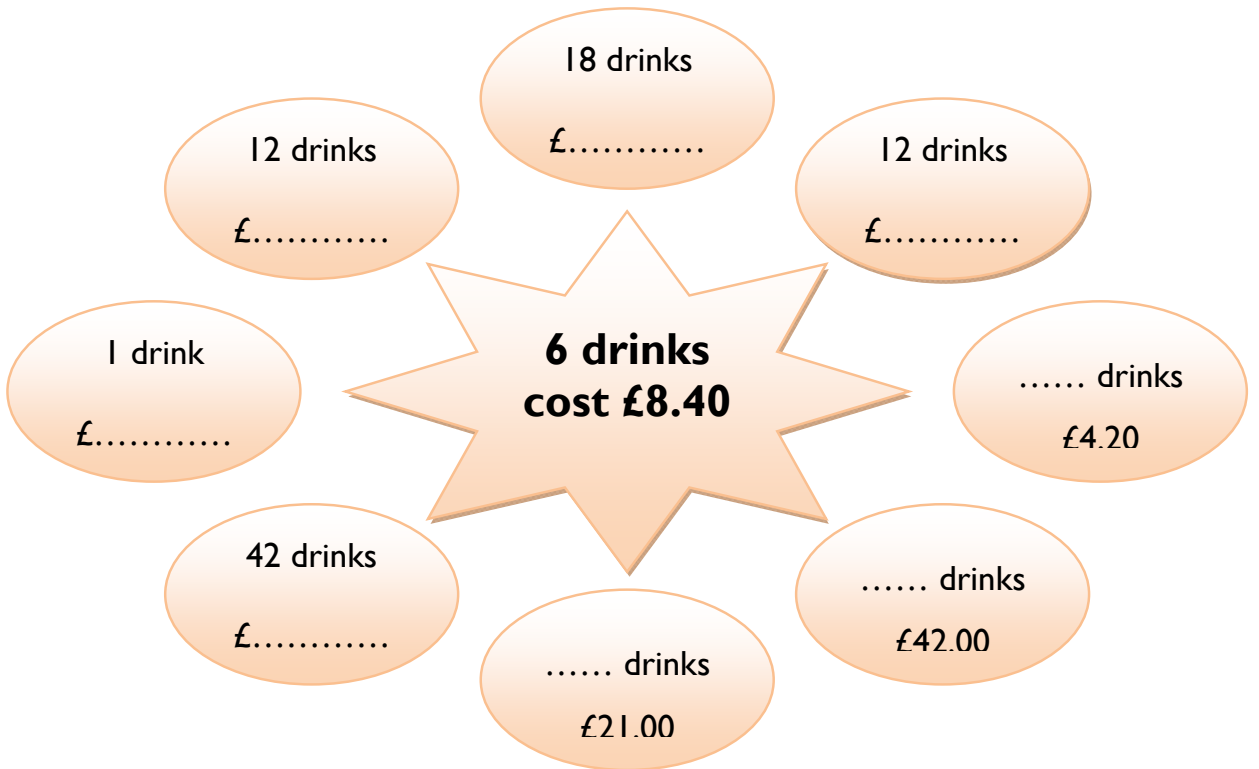 18 drinks
£…………
12 drinks
£…………
12 drinks
£…………
1 drink
£…………
6 drinks
cost £8.40
…… drinks
£4.20
42 drinks
£…………
…… drinks
£42.00
…… drinks
£21.00